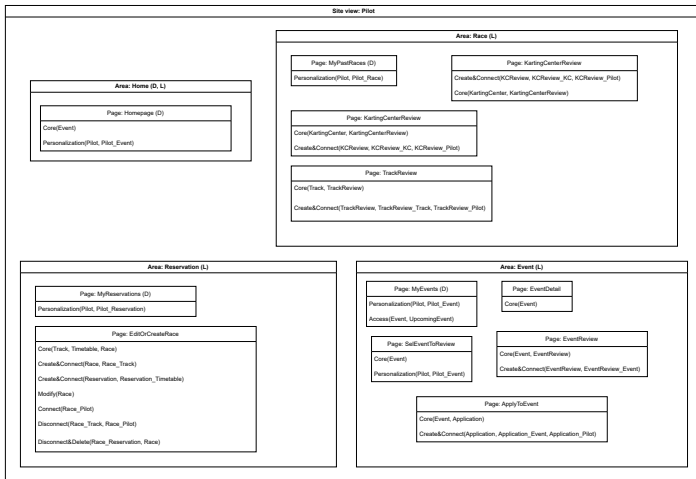 Site view: Pilot
Area: Home (D, L)
Page: Homepage (D)
Core(Event)
Personalization(Pilot, Pilot_Event)
Area: Race (L)
Page: MyPastRaces (D)
Personalization(Pilot, Pilot_Race)
Page: KartingCenterReview
Create&Connect(KCReview, KCReview_KC, KCReview_Pilot)
Core(KartingCenter, KartingCenterReview)
Page: KartingCenterReview
Core(KartingCenter, KartingCenterReview)
Create&Connect(KCReview, KCReview_KC, KCReview_Pilot)
Page: TrackReview
Core(Track, TrackReview)
Create&Connect(TrackReview, TrackReview_Track, TrackReview_Pilot)
Area: Reservation (L)
Page: MyReservations (D)
Personalization(Pilot, Pilot_Reservation)
Page: EditOrCreateRace
Core(Track, Timetable, Race)
Create&Connect(Race, Race_Track)
Create&Connect(Reservation, Reservation_Timetable)
Modify(Race)
Connect(Race_Pilot)
Disconnect(Race_Track, Race_Pilot)
Disconnect&Delete(Race_Reservation, Race)
Area: Event (L)
Page: MyEvents (D)
Personalization(Pilot, Pilot_Event)
Access(Event, UpcomingEvent)
Page: EventDetail
Core(Event)
Page: SelEventToReview
Core(Event)
Personalization(Pilot, Pilot_Event)
Page: EventReview
Core(Event, EventReview)
Create&Connect(EventReview, EventReview_Event)
Page: ApplyToEvent
Core(Event, Application)
Create&Connect(Application, Application_Event, Application_Pilot)